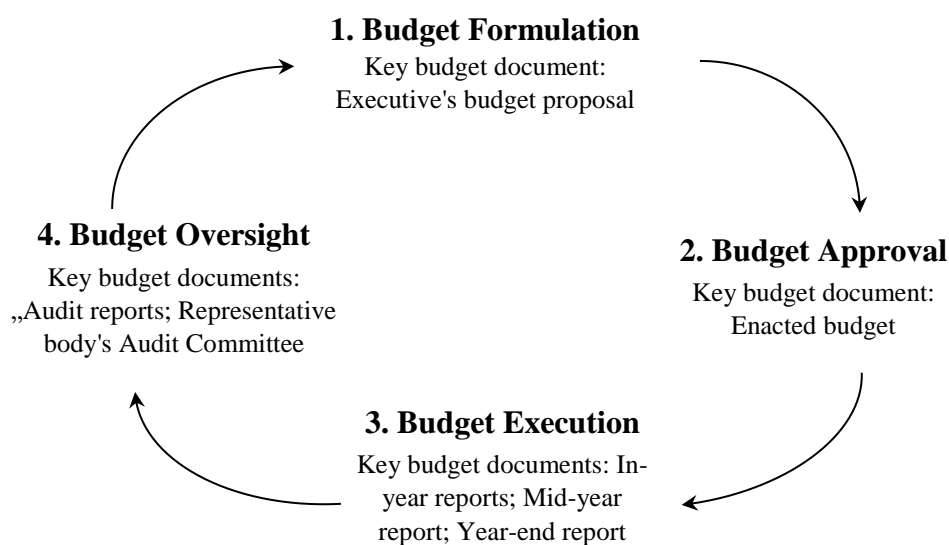 1. Budget Formulation
Key budget document:
Executive's budget proposal
2. Budget Approval
Key budget document:
Enacted budget
3. Budget Execution
Key budget documents: In-
year reports; Mid-year
report; Year-end report
4. Budget Oversight
Key budget documents:
„Audit reports; Representative
body's Audit Committee